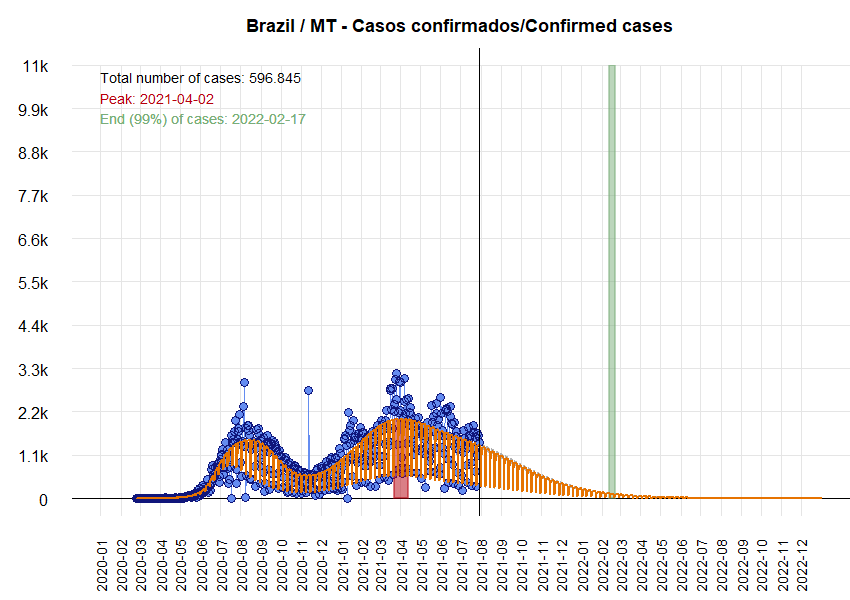 Brazil / MT - Casos confirmados/Confirmed cases
11k
Total number of cases: 596.845
Peak: 2021-04-02
9.9k
End (99%) of cases: 2022-02-17
8.8k
7.7k
6.6k
5.5k
4.4k
3.3k
2.2k
1.1k
0
2020-01
2020-02
2020-03
2020-04
2020-05
2020-06
2020-07
2020-08
2020-09
2020-10
2020-11
2020-12
2021-01
2021-02
2021-03
2021-04
2021-05
2021-06
2021-07
2021-08
2021-09
2021-10
2021-11
2021-12
2022-01
2022-02
2022-03
2022-04
2022-05
2022-06
2022-07
2022-08
2022-09
2022-10
2022-11
2022-12